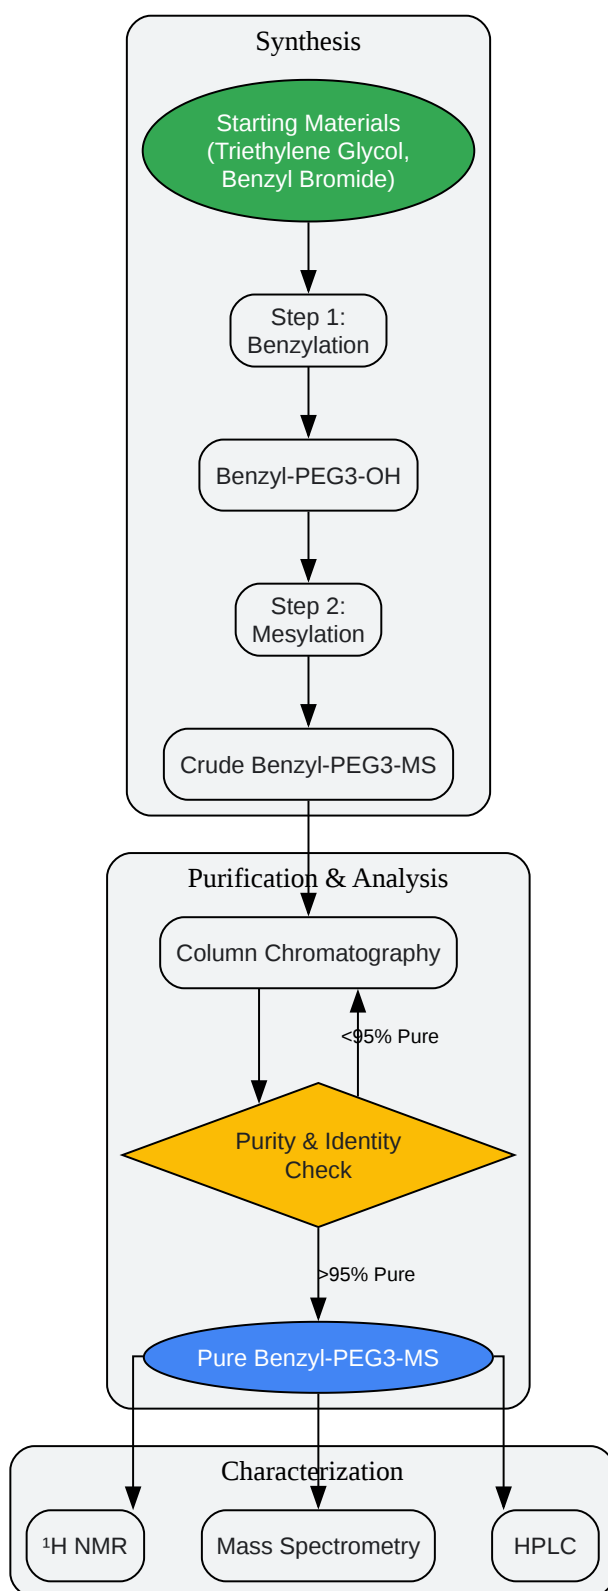 Synthesis
Starting Materials
(Triethylene Glycol,
Benzyl Bromide)
Step 1:
Benzylation
Benzyl-PEG3-OH
Step 2:
Mesylation
Crude Benzyl-PEG3-MS
Purification & Analysis
Column Chromatography
<95% Pure
Purity & Identity
Check
>95% Pure
Pure Benzyl-PEG3-MS
Characterization
¹H NMR
Mass Spectrometry
HPLC